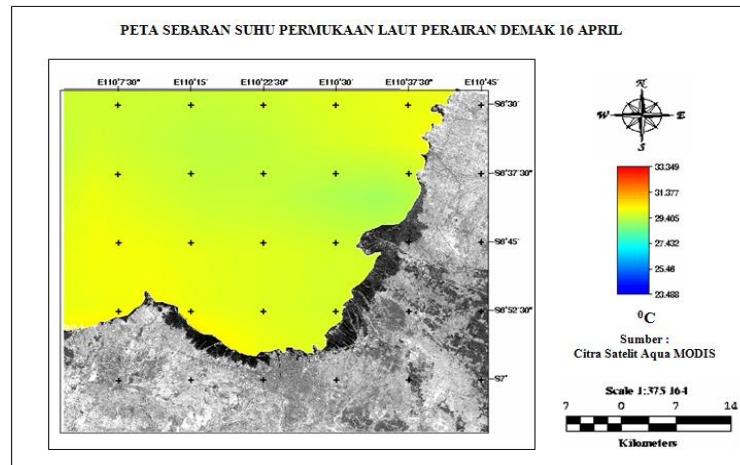 PETA SEBARAN SUHU PERMUKAAN LAUT PERAIRAN DEMAK 16 APRIL
E110°7'30" E110°15' E110°22'30" E110°30' E110°37'30" E110°45'
S6°30'
S6°37'30"
S6°45'
S6°52'30"
S7°
N
W E
S
33.349
31.377
29.405
27.432
25.46
23.488
°C
Sumber :
Citra Satelit Aqua MODIS
Scale 1:375 164
7 0 7 14
Kilometers